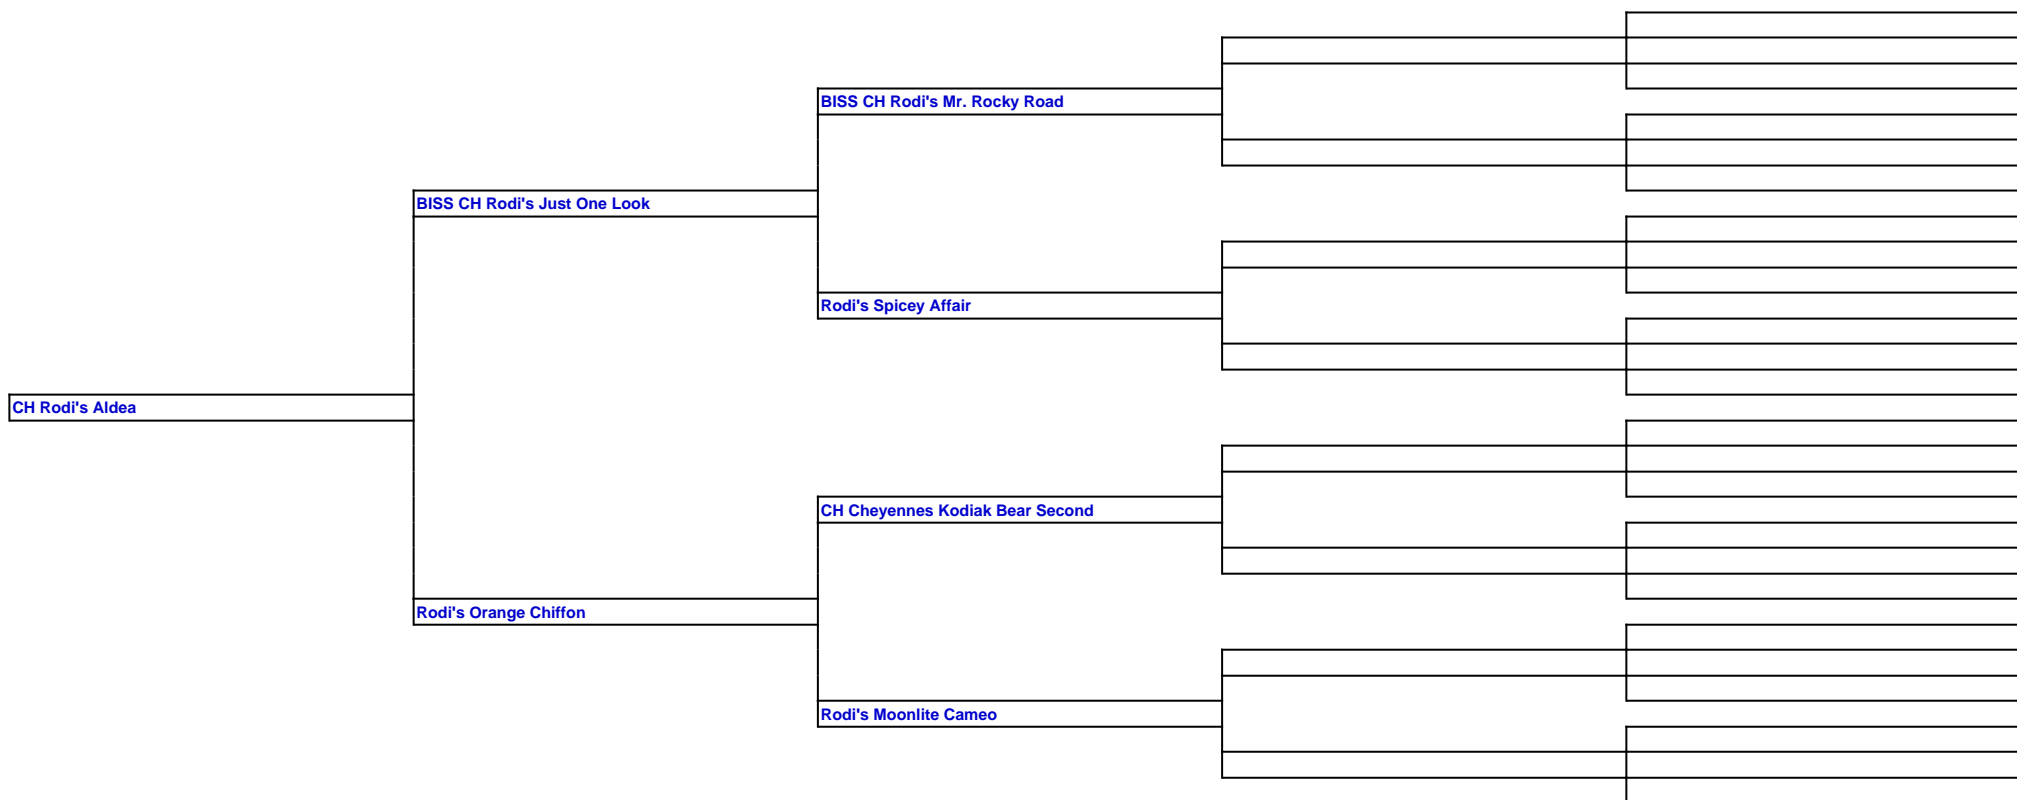 BISS CH Rodi's Mr. Rocky Road
BISS CH Rodi's Just One Look
Rodi's Spicey Affair
CH Rodi's Aldea
CH Cheyennes Kodiak Bear Second
Rodi's Orange Chiffon
Rodi's Moonlite Cameo